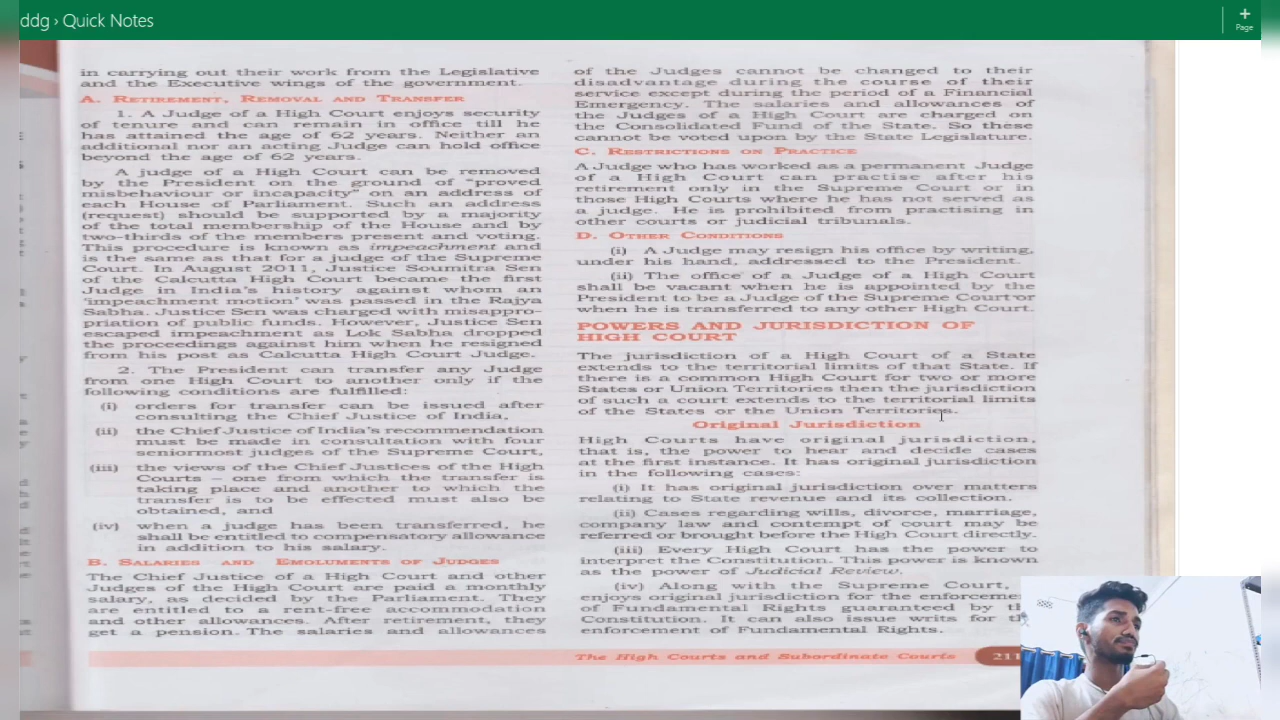 ddg › Quick Notes
+
Page
in carrying out their work from the Legislative
and the Executive wings of the government.
A. RETIREMENT, REMOVAL AND TRANSFER
1. A Judge of a High Court enjoys security
of tenure and can remain in office till he
has attained the age of 62 years. Neither an
additional nor an acting Judge can hold office
beyond the age of 62 years.
A judge of a High Court can be removed
by the President on the ground of "proved
misbehaviour or incapacity" on an address of
each House of Parliament. Such an address
(request) should be supported by a majority
of the total membership of the House and by
two-thirds of the members present and voting.
This procedure is known as impeachment and
is the same as that for a judge of the Supreme
Court. In August 2011, Justice Soumitra Sen
of the Calcutta High Court became the first
Judge in India's history against whom an
'impeachment motion' was passed in the Rajya
Sabha. Justice Sen was charged with misappro-
priation of public funds. However, Justice Sen
escaped impeachment as Lok Sabha dropped
the proceedings against him when he resigned
from his post as Calcutta High Court Judge.
2. The President can transfer any Judge
from one High Court to another only if the
following conditions are fulfilled:
(i) orders for transfer can be issued after
consulting the Chief Justice of India,
(ii) the Chief Justice of India's recommendation
must be made in consultation with four
seniormost judges of the Supreme Court,
(iii) the views of the Chief Justices of the High
Courts – one from which the transfer is
taking place and another to which the
transfer is to be effected must also be
obtained, and
(iv) when a judge has been transferred, he
shall be entitled to compensatory allowance
in addition to his salary.
B. SALARIES AND EMOLUMENTS OF JUDGES
The Chief Justice of a High Court and other
Judges of the High Court are paid a monthly
salary, as decided by the Parliament. They
are entitled to a rent-free accommodation
and other allowances. After retirement, they
get a pension. The salaries and allowances
of the Judges cannot be changed to their
disadvantage during the course of their
service except during the period of a Financial
Emergency. The salaries and allowances of
the Judges of a High Court are charged on
the Consolidated Fund of the State. So these
cannot be voted upon by the State Legislature.
C. RESTRICTIONS ON PRACTICE
A Judge who has worked as a permanent Judge
of a High Court can practise after his
retirement only in the Supreme Court or in
those High Courts where he has not served as
a judge. He is prohibited from practising in
other courts or judicial tribunals.
D. OTHER CONDITIONS
(i) A Judge may resign his office by writing,
under his hand, addressed to the President.
(ii) The office of a Judge of a High Court
shall be vacant when he is appointed by the
President to be a Judge of the Supreme Court or
when he is transferred to any other High Court.
POWERS AND JURISDICTION OF
HIGH COURT
The jurisdiction of a High Court of a State
extends to the territorial limits of that State. If
there is a common High Court for two or more
States or Union Territories then the jurisdiction
of such a court extends to the territorial limits
of the States or the Union Territories.
Original Jurisdiction
High Courts have original jurisdiction,
that is, the power to hear and decide cases
at the first instance. It has original jurisdiction
in the following cases:
(i) It has original jurisdiction over matters
relating to State revenue and its collection.
(ii) Cases regarding wills, divorce, marriage,
company law and contempt of court may be
referred or brought before the High Court directly.
(iii) Every High Court has the power to
interpret the Constitution. This power is known
as the power of Judicial Review.
(iv) Along with the Supreme Court,
enjoys original jurisdiction for the
of Fundamental Rights guaranteed by
Constitution. It can also issue writs for
enforcement of Fundamental Rights.
The High Courts and Subordinate Courts